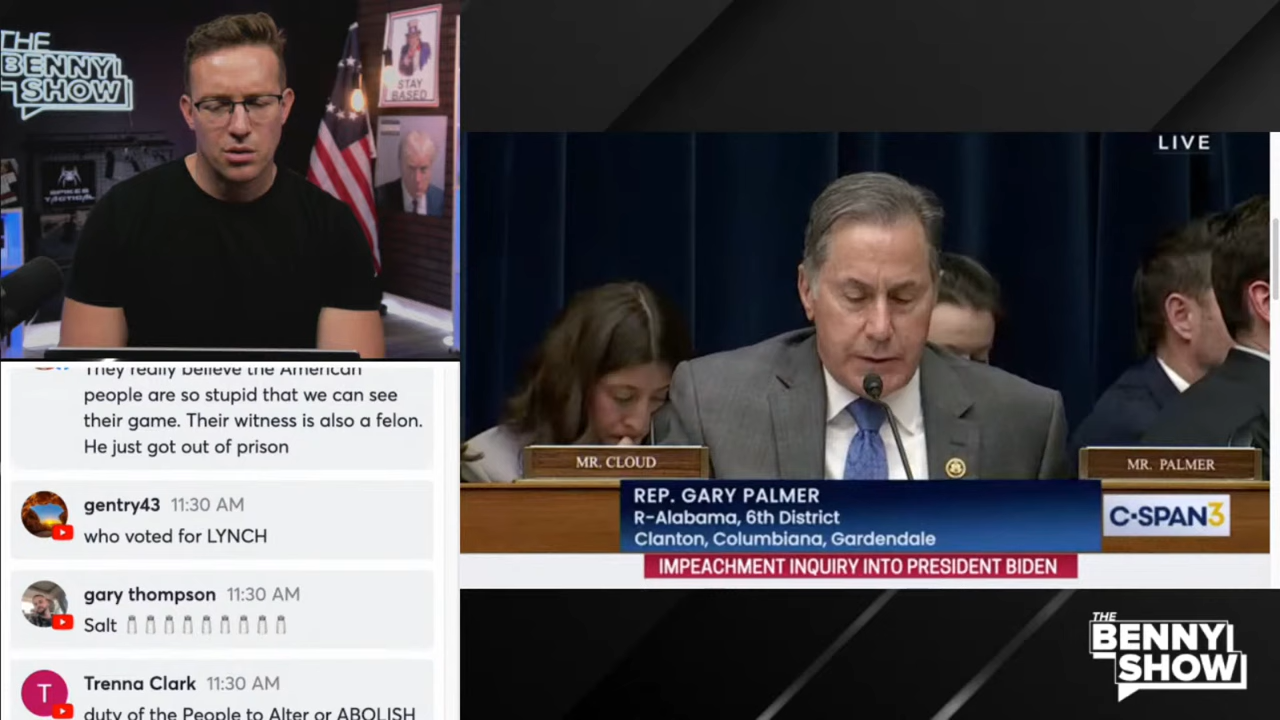 THE
BENNY
SHOW
STAY
BASED
SPIKES
TACTICAL
They really believe the American
people are so stupid that we can see
their game. Their witness is also a felon.
He just got out of prison
gentry43 11:30 AM
who voted for LYNCH
gary thompson 11:30 AM
Salt
T
Trenna Clark 11:30 AM
duty of the People to Alter or ABOLISH
LIVE
MR. CLOUD
MR. PALMER
REP. GARY PALMER
R-Alabama, 6th District
Clanton, Columbiana, Gardendale
C·SPAN3
IMPEACHMENT INQUIRY INTO PRESIDENT BIDEN
THE
BENNY
SHOW